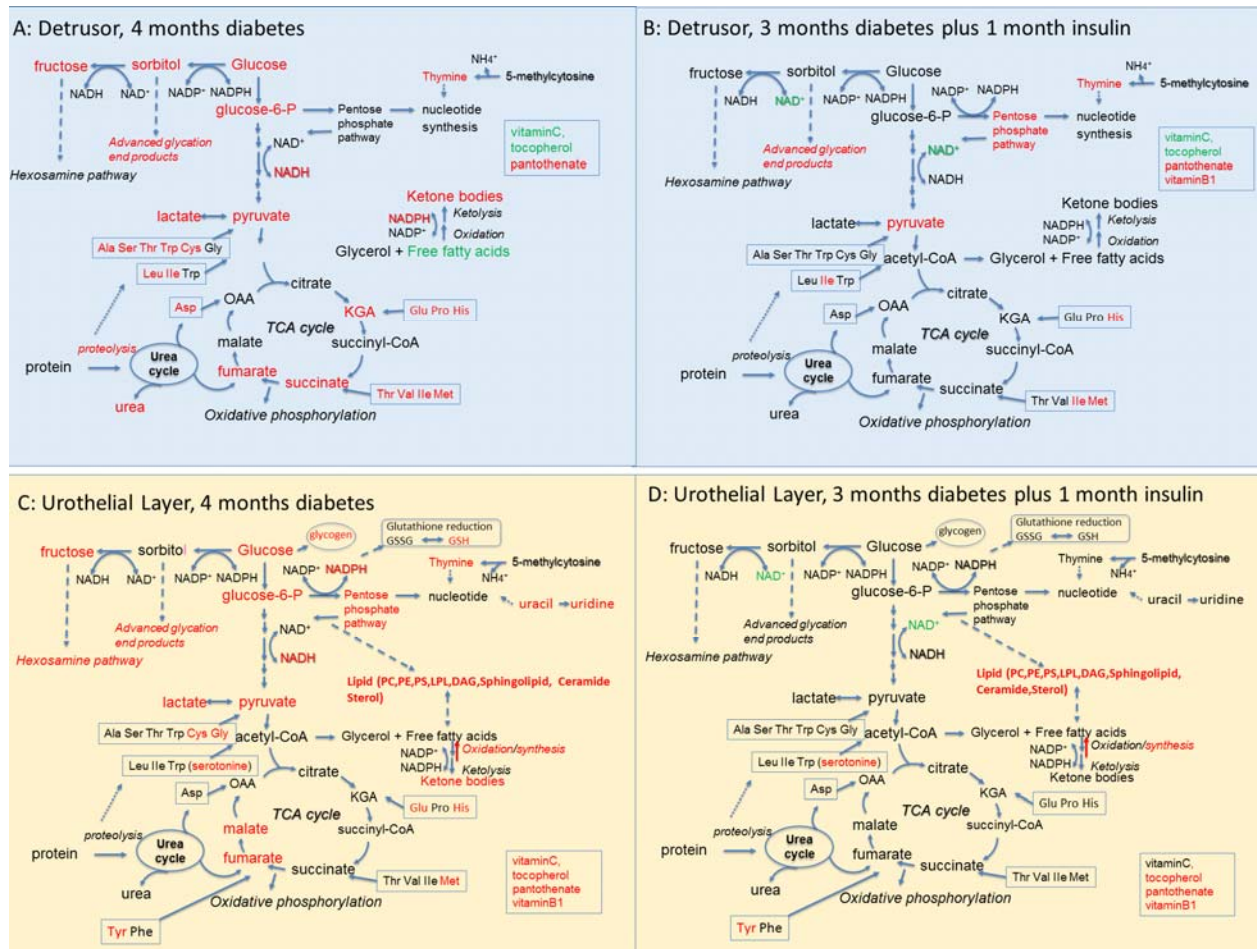 A: Detrusor, 4 months diabetes
fructose
sorbitol
Glucose
NADH
NAD⁺
NADP⁺
NADPH
glucose-6-P
Thymine
NH4⁺
5-methylcytosine
Pentose
phosphate
pathway
nucleotide
synthesis
Advanced glycation
end products
Hexosamine pathway
NAD⁺
NADH
vitaminC,
tocopherol
pantothenate
lactate
pyruvate
Ketone bodies
NADPH
NADP⁺
Ketolysis
Oxidation
Glycerol + Free fatty acids
Ala Ser Thr Trp Cys Gly
Leu Ile Trp
citrate
Asp
OAA
KGA
Glu Pro His
TCA cycle
malate
succinyl-CoA
proteolysis
protein
Urea
cycle
fumarate
succinate
urea
Thr Val Ile Met
Oxidative phosphorylation
B: Detrusor, 3 months diabetes plus 1 month insulin
fructose
sorbitol
Glucose
NADH
NAD⁺
NADP⁺
NADPH
NADP⁺
NADPH
glucose-6-P
Thymine
NH4⁺
5-methylcytosine
Pentose
phosphate
pathway
nucleotide
synthesis
Advanced glycation
end products
Hexosamine pathway
NAD⁺
NADH
vitaminC,
tocopherol
pantothenate
vitaminB1
lactate
pyruvate
Ketone bodies
NADPH
NADP⁺
Ketolysis
Oxidation
Ala Ser Thr Trp Cys Gly
acetyl-CoA
Glycerol + Free fatty acids
Leu Ile Trp
citrate
Asp
OAA
KGA
Glu Pro His
TCA cycle
malate
succinyl-CoA
proteolysis
protein
Urea
cycle
fumarate
succinate
urea
Thr Val Ile Met
Oxidative phosphorylation
C: Urothelial Layer, 4 months diabetes
fructose
sorbitol
Glucose
glycogen
Glutathione reduction
GSSG
GSH
NADH
NAD⁺
NADP⁺
NADPH
NADP⁺
NADPH
glucose-6-P
Thymine
5-methylcytosine
NH4⁺
Pentose
phosphate
pathway
nucleotide
uracil
uridine
Advanced glycation
end products
Hexosamine pathway
NAD⁺
NADH
Lipid (PC,PE,PS,LPL,DAG,Sphingolipid, Ceramide
Sterol)
lactate
pyruvate
Ala Ser Thr Trp Cys Gly
acetyl-CoA
Glycerol + Free fatty acids
NADP⁺
NADPH
Oxidation/synthesis
Ketolysis
Ketone bodies
Leu Ile Trp (serotonine)
citrate
Asp
OAA
KGA
Glu Pro His
TCA cycle
malate
succinyl-CoA
proteolysis
protein
Urea
cycle
fumarate
succinate
urea
Thr Val Ile Met
Oxidative phosphorylation
Tyr Phe
vitaminC,
tocopherol
pantothenate
vitaminB1
D: Urothelial Layer, 3 months diabetes plus 1 month insulin
fructose
sorbitol
Glucose
glycogen
Glutathione reduction
GSSG
GSH
NADH
NAD⁺
NADP⁺
NADPH
NADP⁺
NADPH
glucose-6-P
Thymine
5-methylcytosine
NH4⁺
Pentose
phosphate
pathway
nucleotide
uracil
uridine
Advanced glycation
end products
Hexosamine pathway
NAD⁺
NADH
Lipid (PC,PE,PS,LPL,DAG,Sphingolipid,
Ceramide,Sterol)
lactate
pyruvate
Ala Ser Thr Trp Cys Gly
acetyl-CoA
Glycerol + Free fatty acids
NADP⁺
NADPH
Oxidation/synthesis
Ketolysis
Ketone bodies
Leu Ile Trp (serotonine)
citrate
Asp
OAA
KGA
Glu Pro His
TCA cycle
malate
succinyl-CoA
proteolysis
protein
Urea
cycle
fumarate
succinate
urea
Thr Val Ile Met
Oxidative phosphorylation
Tyr Phe
vitaminC,
tocopherol
pantothenate
vitaminB1